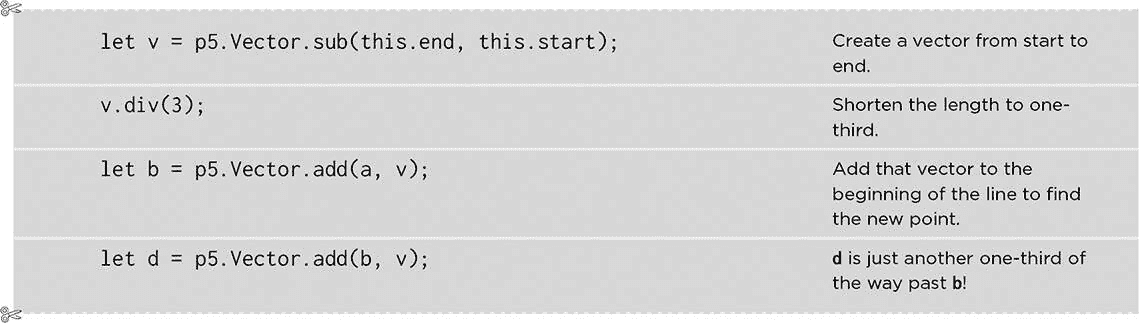 let v = p5.Vector.sub(this.end, this.start);
Create a vector from start to
end.
v.div(3);
Shorten the length to one-
third.
let b = p5.Vector.add(a, v);
Add that vector to the
beginning of the line to find
the new point.
let d = p5.Vector.add(b, v);
d is just another one-third of
the way past b!